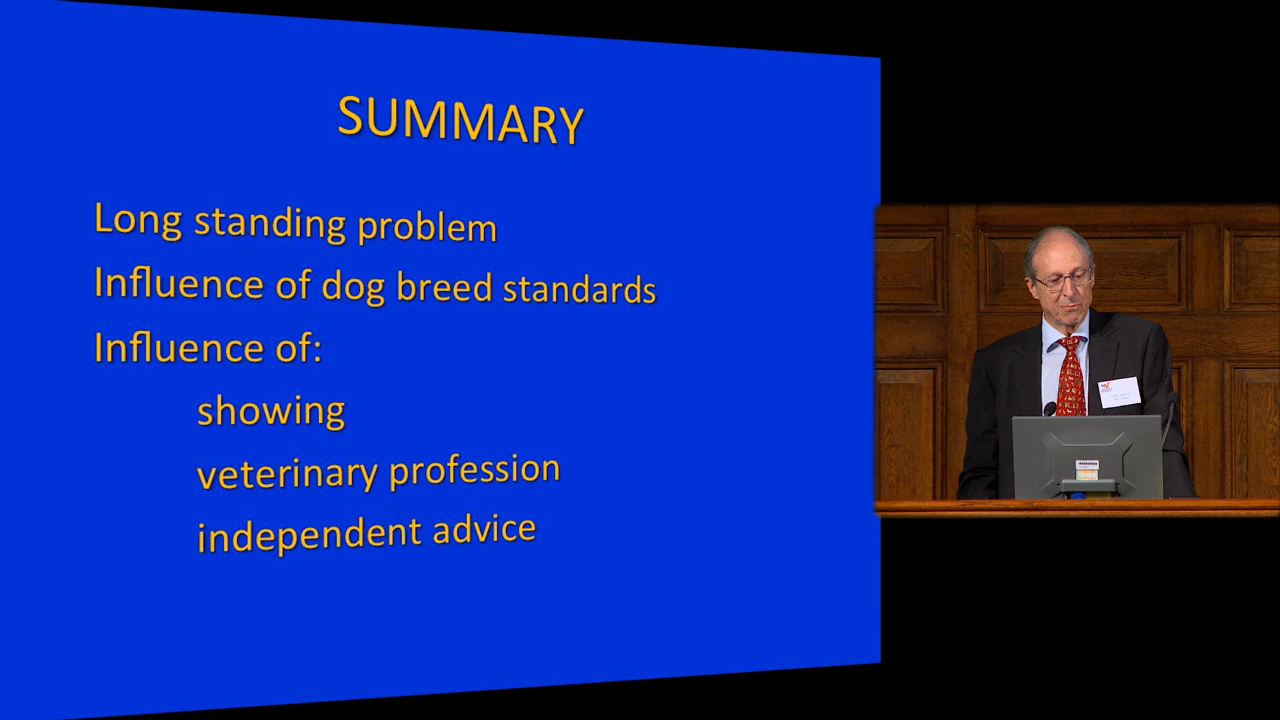 SUMMARY
Long standing problem
Influence of dog breed standards
Influence of:
showing
veterinary profession
independent advice